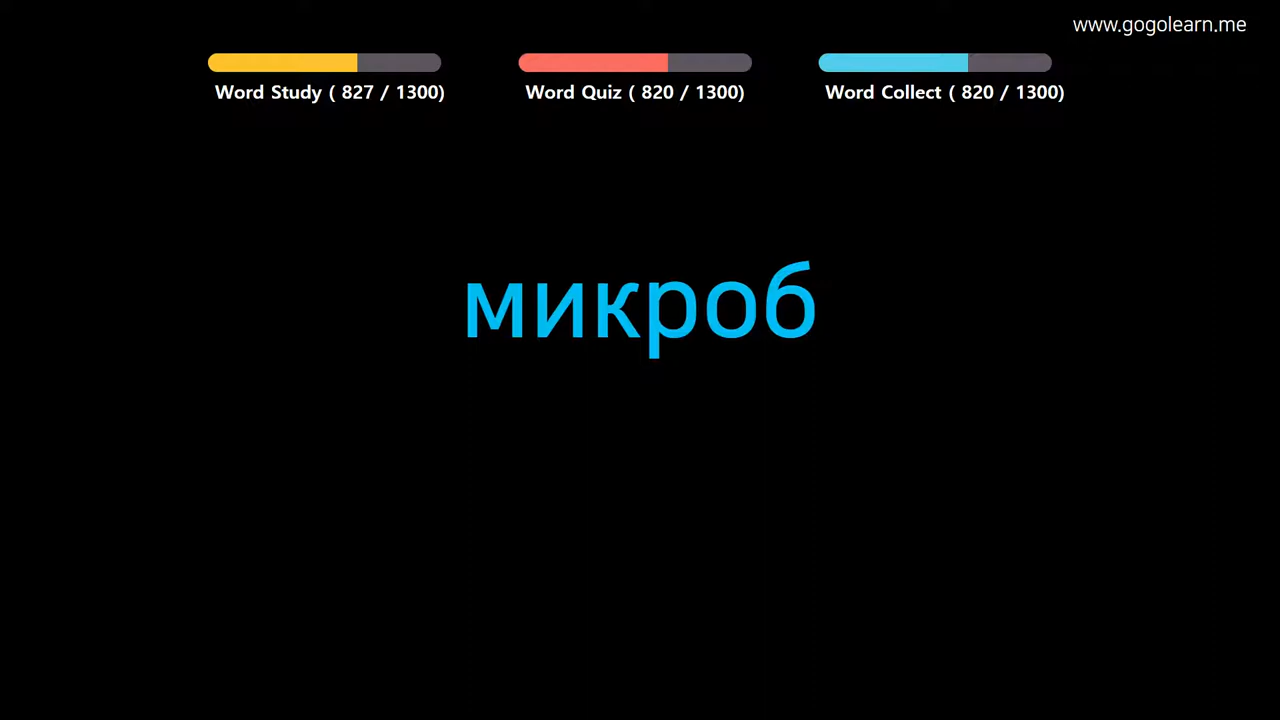 www.gogolearn.me
Word Study ( 827 / 1300)
Word Quiz ( 820 / 1300)
Word Collect ( 820 / 1300)
микроб